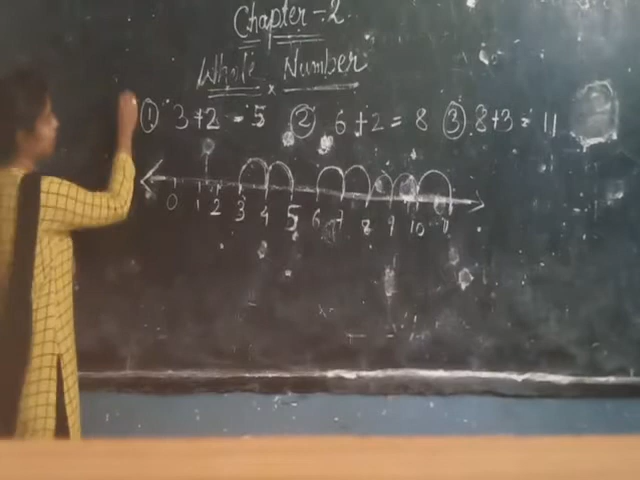 Chapter-2
Whole Number
① 3+2 = 5 ② 6+2 = 8 ③ 8+3 = 11
0 1 2 3 4 5 6 7 8 9 10 11